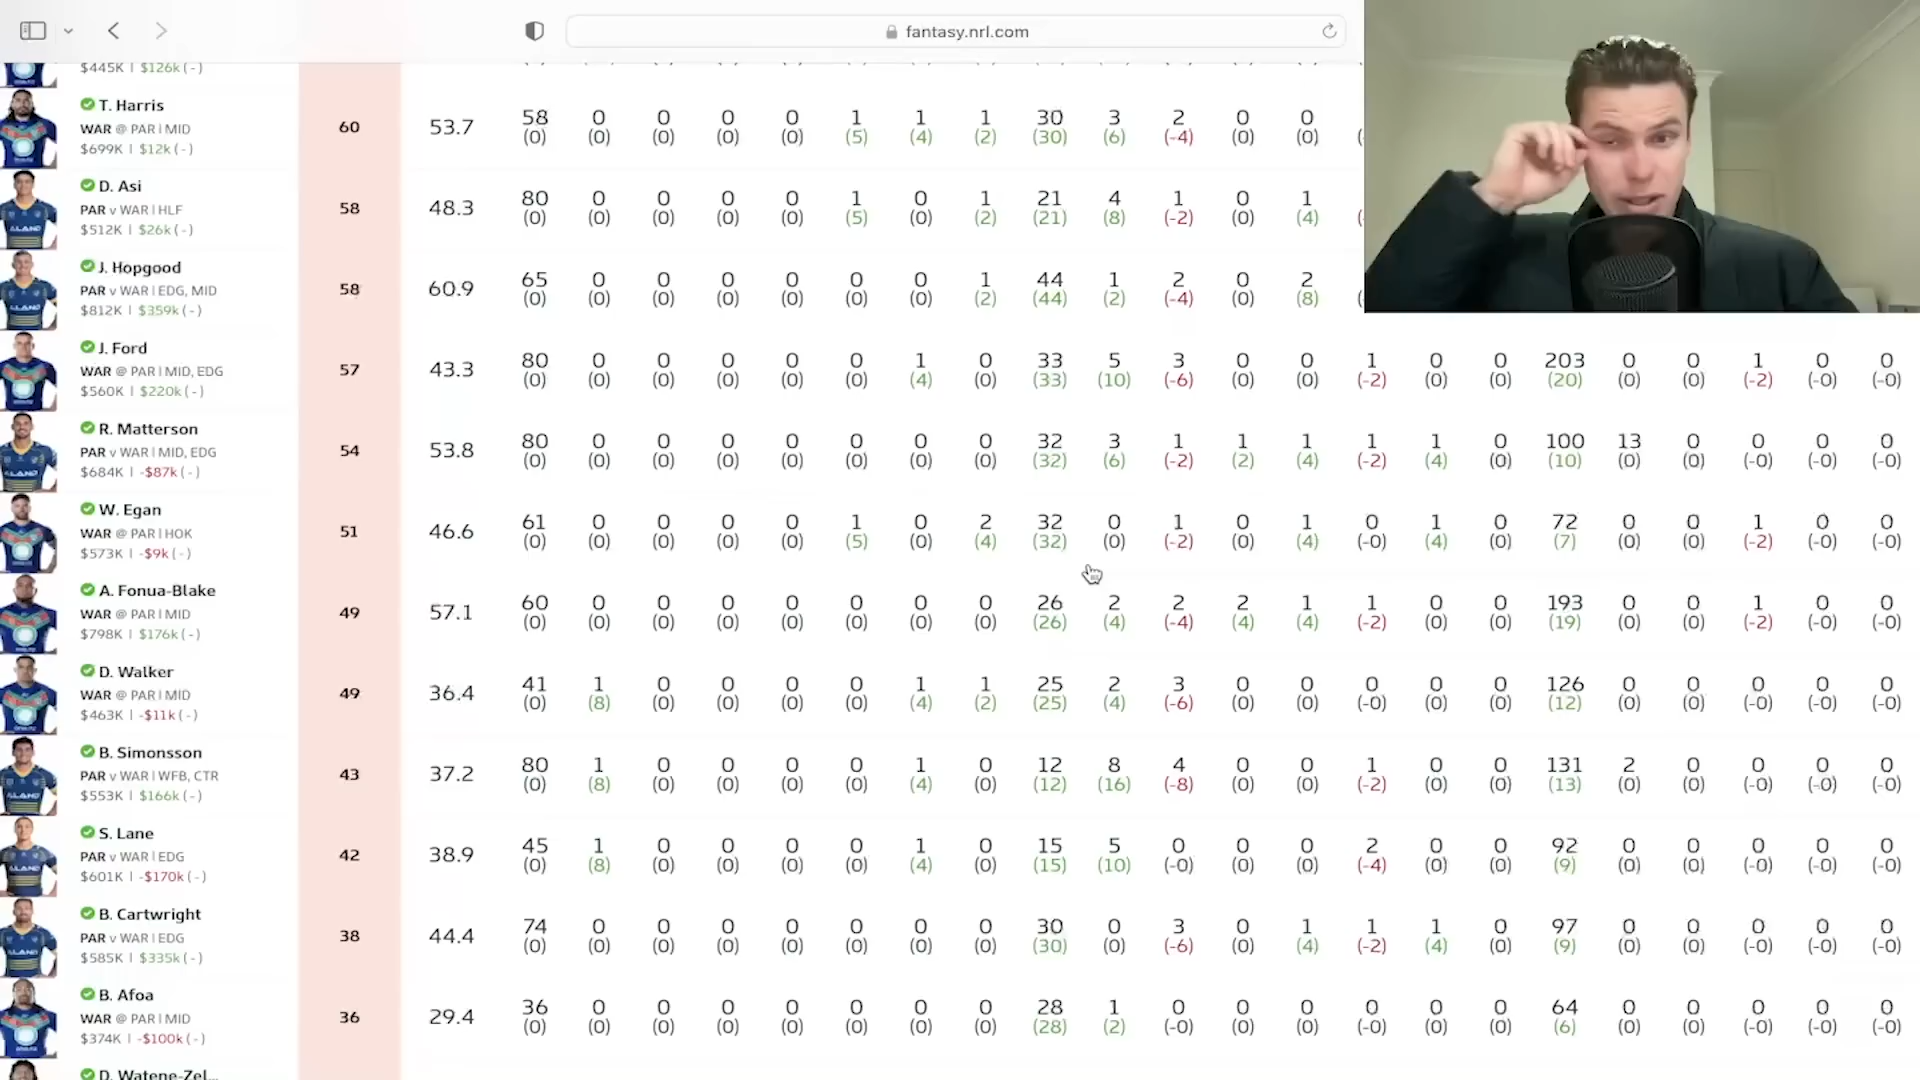 fantasy.nrl.com
$445K | $126k (-)
T. Harris
WAR @ PAR | MID
$699K | $12k (-)
60 53.7 58 0 0 0 0 1 1 1 30 3 2 0 0
(0) (0) (0) (0) (0) (5) (4) (2) (30) (6) (-4) (0) (0)
D. Asi
PAR v WAR | HLF
$512K | $26k (-)
58 48.3 80 0 0 0 0 1 0 1 21 4 1 0 1
(0) (0) (0) (0) (0) (5) (0) (2) (21) (8) (-2) (0) (4)
J. Hopgood
PAR v WAR | EDG, MID
$812K | $359k (-)
58 60.9 65 0 0 0 0 0 0 1 44 1 2 0 2
(0) (0) (0) (0) (0) (0) (0) (2) (44) (2) (-4) (0) (8)
J. Ford
WAR @ PAR | MID, EDG
$560K | $220k (-)
57 43.3 80 0 0 0 0 0 1 0 33 5 3 0 0 1 0 0 203 0 0 1 0 0
(0) (0) (0) (0) (0) (0) (4) (0) (33) (10) (-6) (0) (0) (-2) (0) (0) (20) (0) (0) (-2) (-0) (-0)
R. Matterson
PAR v WAR | MID, EDG
$684K | -$87k (-)
54 53.8 80 0 0 0 0 0 0 0 32 3 1 1 1 1 1 0 100 13 0 0 0 0
(0) (0) (0) (0) (0) (0) (0) (0) (32) (6) (-2) (2) (4) (-2) (4) (0) (10) (0) (0) (-0) (-0) (-0)
W. Egan
WAR @ PAR | HOK
$573K | -$9k (-)
51 46.6 61 0 0 0 0 1 0 2 32 0 1 0 1 0 1 0 72 0 0 1 0 0
(0) (0) (0) (0) (0) (5) (0) (4) (32) (0) (-2) (0) (4) (-0) (4) (0) (7) (0) (0) (-2) (-0) (-0)
A. Fonua-Blake
WAR @ PAR | MID
$798K | $176k (-)
49 57.1 60 0 0 0 0 0 0 0 26 2 2 2 1 1 0 0 193 0 0 1 0 0
(0) (0) (0) (0) (0) (0) (0) (0) (26) (4) (-4) (4) (4) (-2) (0) (0) (19) (0) (0) (-2) (-0) (-0)
D. Walker
WAR @ PAR | MID
$463K | -$11k (-)
49 36.4 41 1 0 0 0 0 1 1 25 2 3 0 0 0 0 0 126 0 0 0 0 0
(0) (8) (0) (0) (0) (0) (4) (2) (25) (4) (-6) (0) (0) (-0) (0) (0) (12) (0) (0) (-0) (-0) (-0)
B. Simonsson
PAR v WAR | WFB, CTR
$553K | $166k (-)
43 37.2 80 1 0 0 0 0 1 0 12 8 4 0 0 1 0 0 131 2 0 0 0 0
(0) (8) (0) (0) (0) (0) (4) (0) (12) (16) (-8) (0) (0) (-2) (0) (0) (13) (0) (0) (-0) (-0) (-0)
S. Lane
PAR v WAR | EDG
$601K | -$170k (-)
42 38.9 45 1 0 0 0 0 1 0 15 5 0 0 0 2 0 0 92 0 0 0 0 0
(0) (8) (0) (0) (0) (0) (4) (0) (15) (10) (-0) (0) (0) (-4) (0) (0) (9) (0) (0) (-0) (-0) (-0)
B. Cartwright
PAR v WAR | EDG
$585K | $335k (-)
38 44.4 74 0 0 0 0 0 0 0 30 0 3 0 1 1 1 0 97 0 0 0 0 0
(0) (0) (0) (0) (0) (0) (0) (0) (30) (0) (-6) (0) (4) (-2) (4) (0) (9) (0) (0) (-0) (-0) (-0)
B. Afoa
WAR @ PAR | MID
$374K | -$100k (-)
36 29.4 36 0 0 0 0 0 0 0 28 1 0 0 0 0 0 0 64 0 0 0 0 0
(0) (0) (0) (0) (0) (0) (0) (0) (28) (2) (-0) (0) (0) (-0) (0) (0) (6) (0) (0) (-0) (-0) (-0)
D. Watene-Zel...